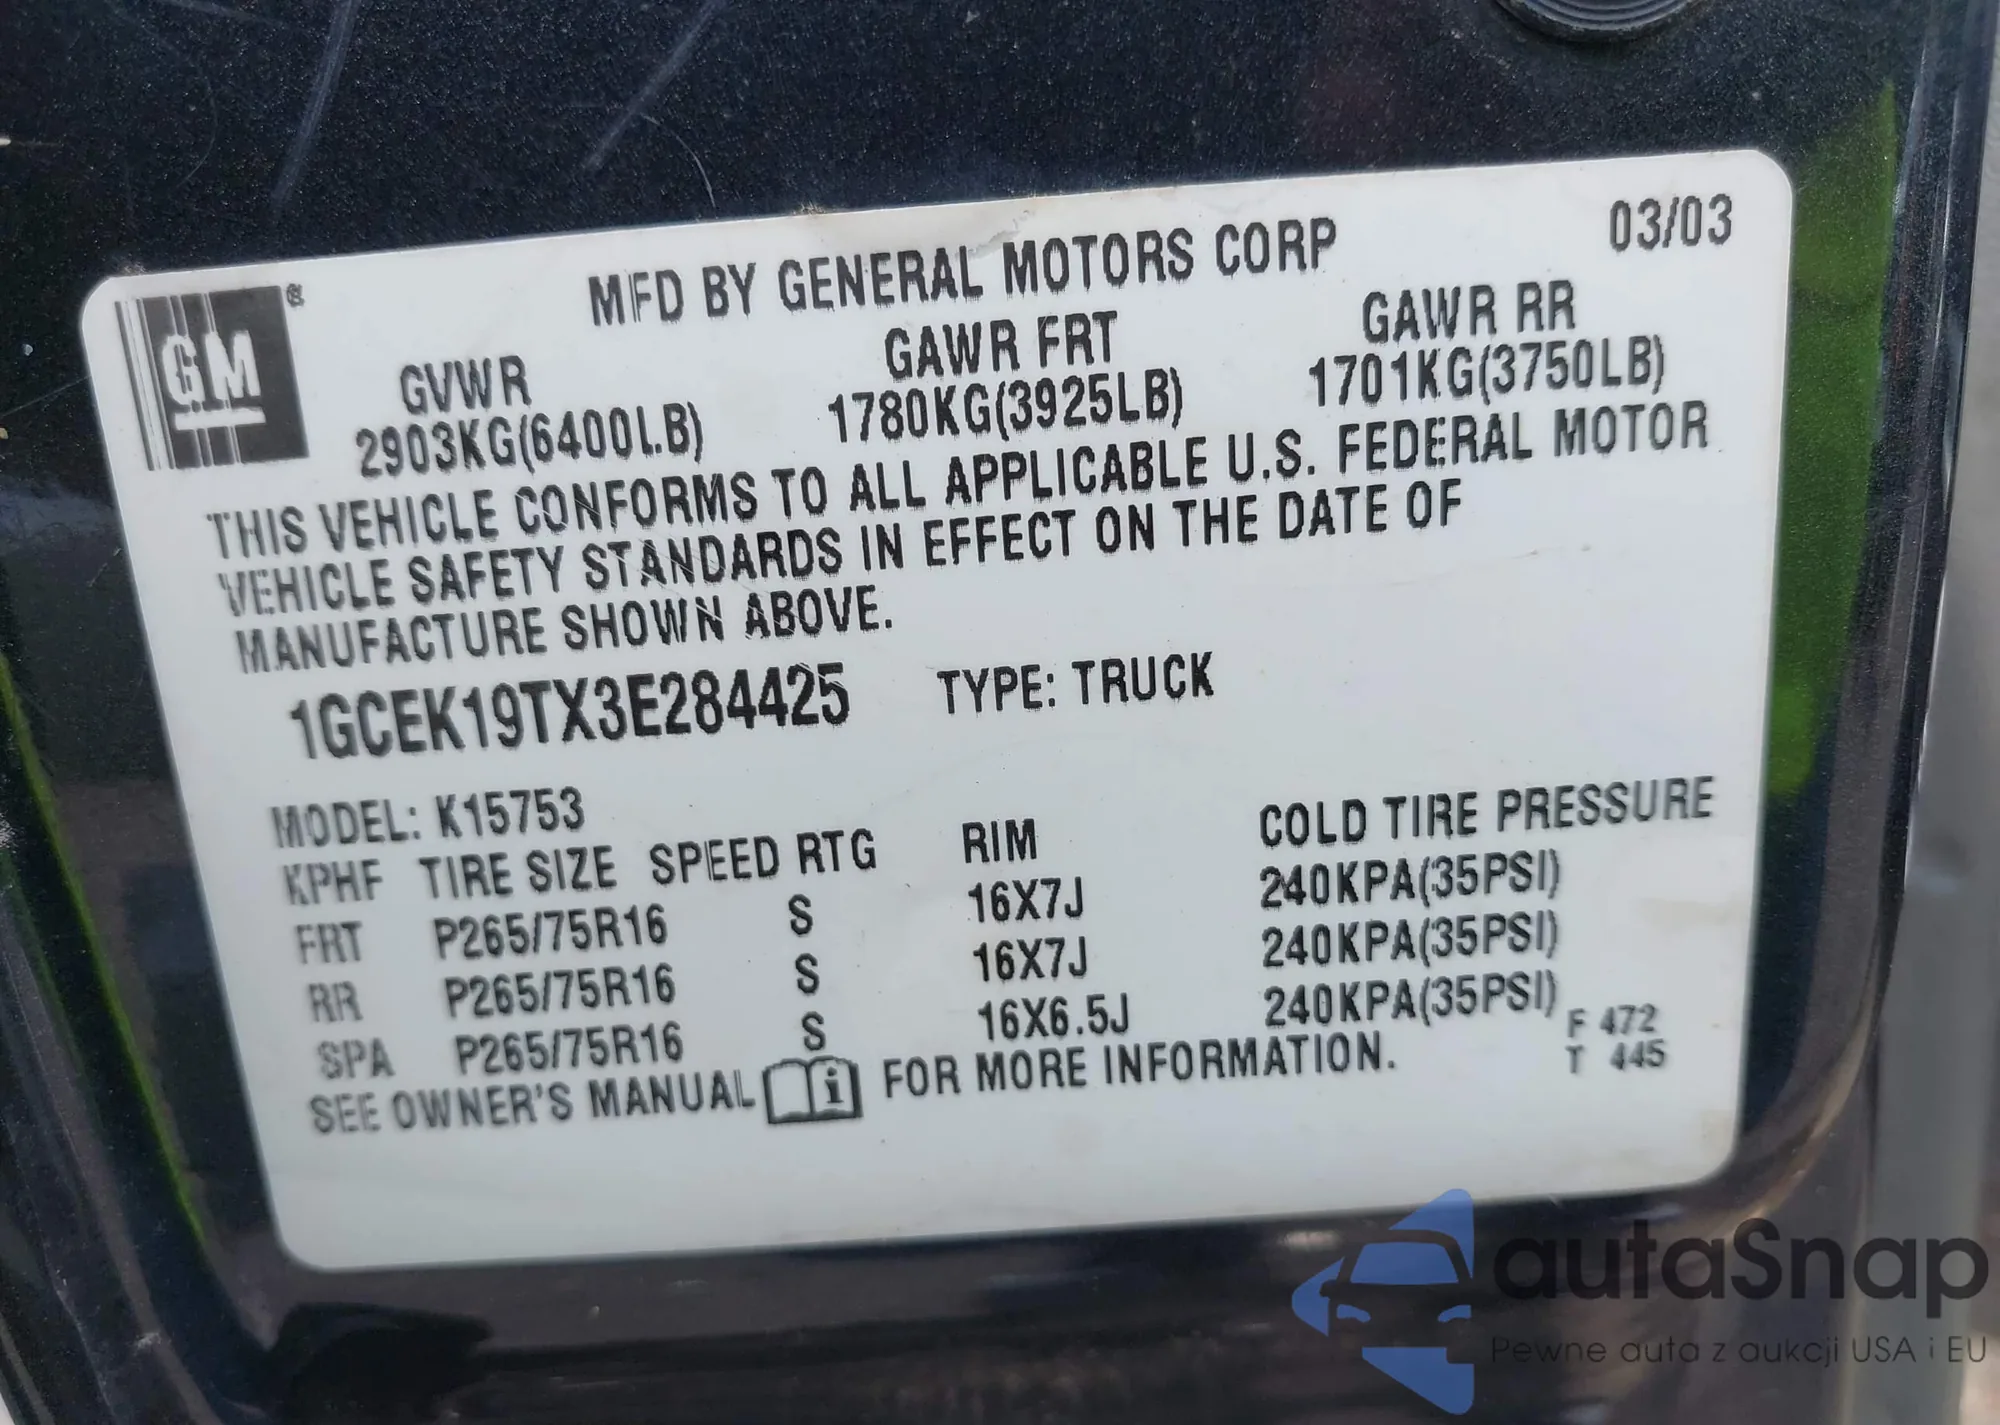 03/03
GM ®
MFD BY GENERAL MOTORS CORP
GVWR GAWR FRT GAWR RR
2903KG(6400LB) 1780KG(3925LB) 1701KG(3750LB)
THIS VEHICLE CONFORMS TO ALL APPLICABLE U.S. FEDERAL MOTOR
VEHICLE SAFETY STANDARDS IN EFFECT ON THE DATE OF
MANUFACTURE SHOWN ABOVE.
1GCEK19TX3E284425 TYPE: TRUCK
MODEL: K15753
KPHF TIRE SIZE SPEED RTG RIM COLD TIRE PRESSURE
FRT P265/75R16 S 16X7J 240KPA(35PSI)
RR P265/75R16 S 16X7J 240KPA(35PSI)
SPA P265/75R16 S 16X6.5J 240KPA(35PSI)
SEE OWNER'S MANUAL i FOR MORE INFORMATION.
F 472
T 445
autaSnap
Pewne auta z aukcji USA i EU